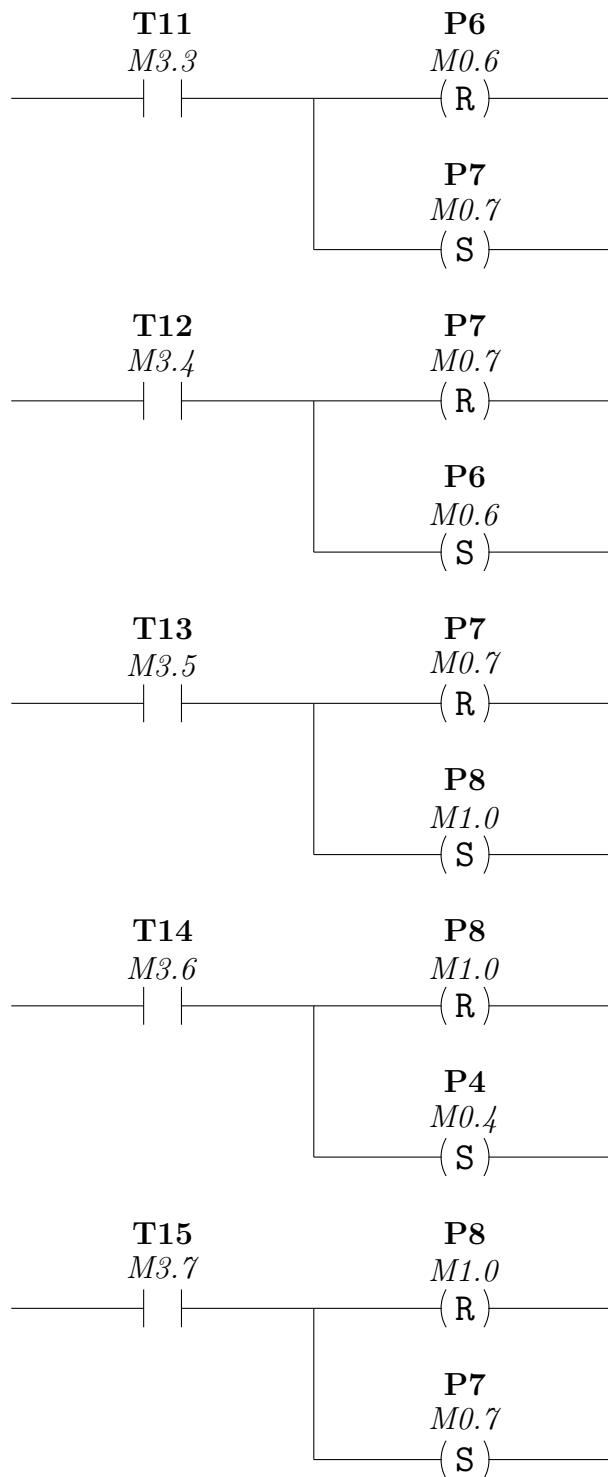 T11 P6
M3.3 M0.6
( R )
P7
M0.7
( S )
T12 P7
M3.4 M0.7
( R )
P6
M0.6
( S )
T13 P7
M3.5 M0.7
( R )
P8
M1.0
( S )
T14 P8
M3.6 M1.0
( R )
P4
M0.4
( S )
T15 P8
M3.7 M1.0
( R )
P7
M0.7
( S )